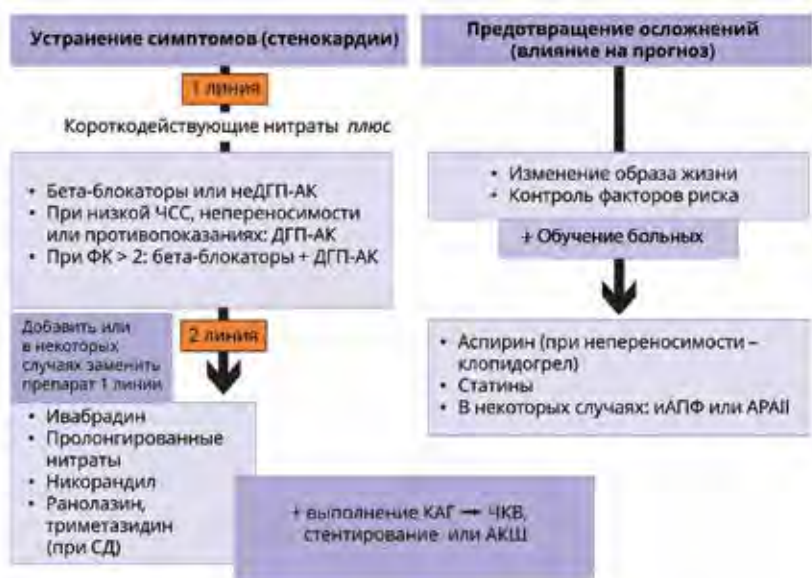 Устранение симптомов (стенокардии)
1 линия
Короткодействующие нитраты плюс
• Бета-блокаторы или неДГП-АК
• При низкой ЧСС, непереносимости
или противопоказаниях: ДГП-АК
• При ФК > 2: бета-блокаторы + ДГП-АК
Добавить или
в некоторых
случаях заменить
препарат 1 линии
2 линия
• Ивабрадин
• Пролонгированные
нитраты
• Никорандил
• Ранолазин,
триметазидин
(при СД)
Предотвращение осложнений
(влияние на прогноз)
• Изменение образа жизни
• Контроль факторов риска
+ Обучение больных
• Аспирин (при непереносимости –
клопидогрел)
• Статины
• В некоторых случаях: иАПФ или АРАII
+ выполнение КАГ → ЧКВ,
стентирование или АКШ